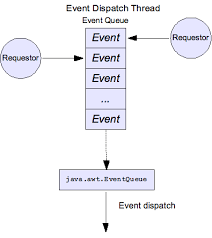 Event Dispatch Thread
Event Queue
Event
Requestor
Event
Requestor
Event
...
Event
java.awt.EventQueue
Event dispatch